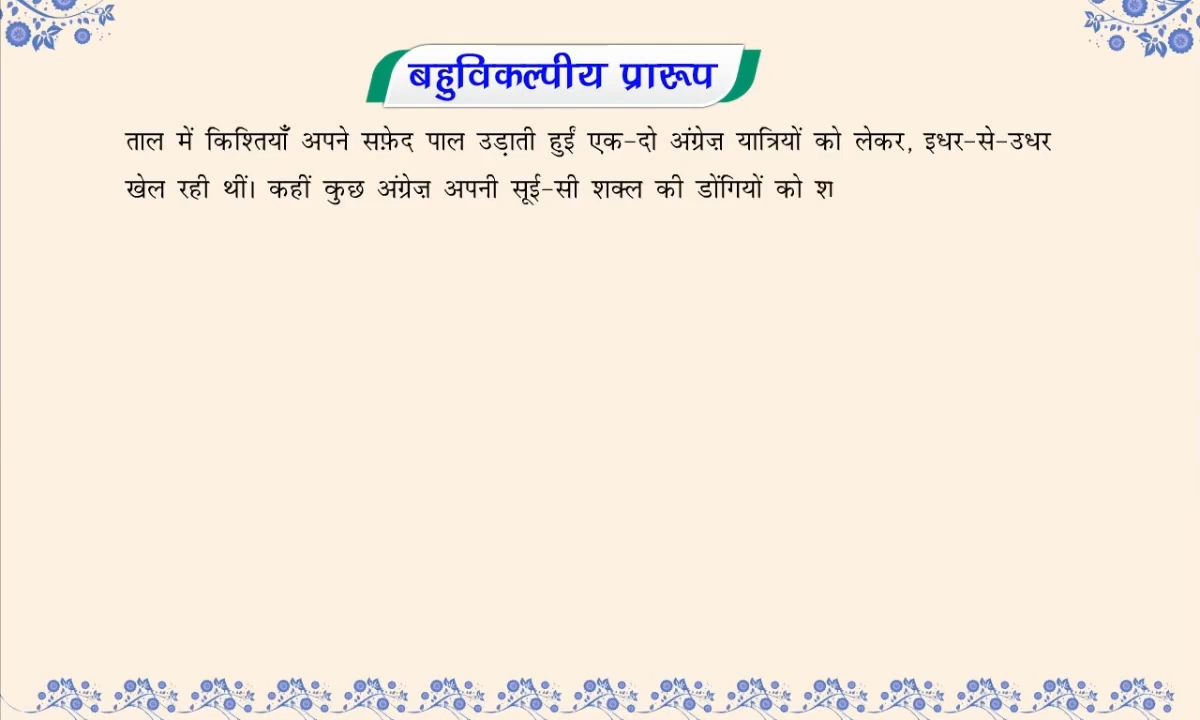 बहुविकल्पीय प्रारूप
ताल में किश्तियाँ अपने सफ़ेद पाल उड़ाती हुईं एक-दो अंग्रेज़ यात्रियों को लेकर, इधर-से-उधर
खेल रही थीं। कहीं कुछ अंग्रेज़ अपनी सूई-सी शक्ल की डोंगियों को श